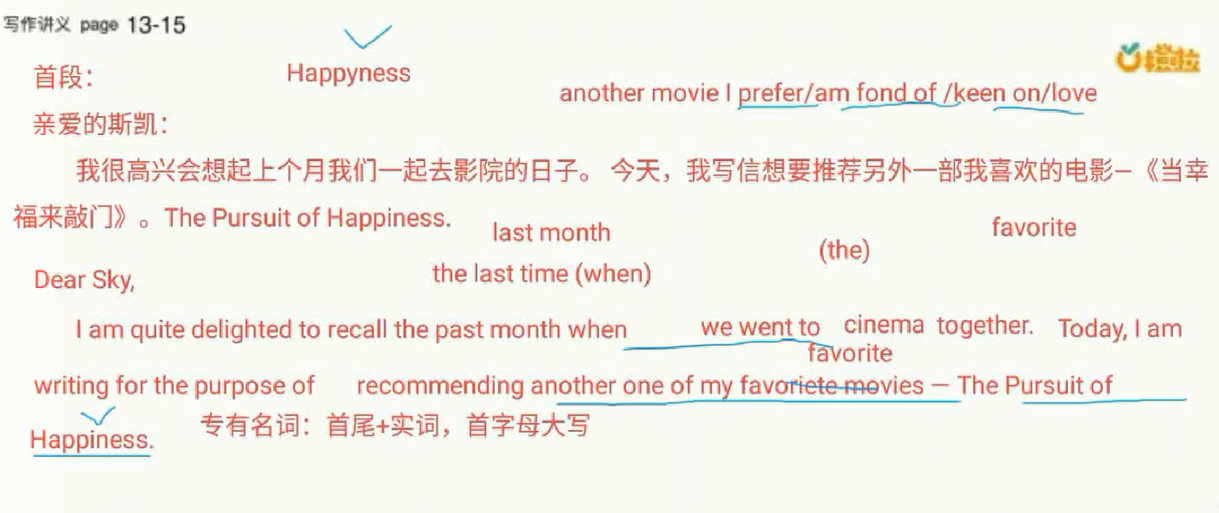 写作讲义 page 13-15
首段：
Happyness
橙啦
another movie I prefer/am fond of /keen on/love
亲爱的斯凯：
我很高兴会想起上个月我们一起去影院的日子。 今天，我写信想要推荐另外一部我喜欢的电影—《当幸
福来敲门》。The Pursuit of Happiness.
last month
favorite
(the)
the last time (when)
Dear Sky,
I am quite delighted to recall the past month when we went to cinema together. Today, I am
favorite
writing for the purpose of recommending another one of my favoriete movies — The Pursuit of
Happiness.
专有名词：首尾+实词，首字母大写